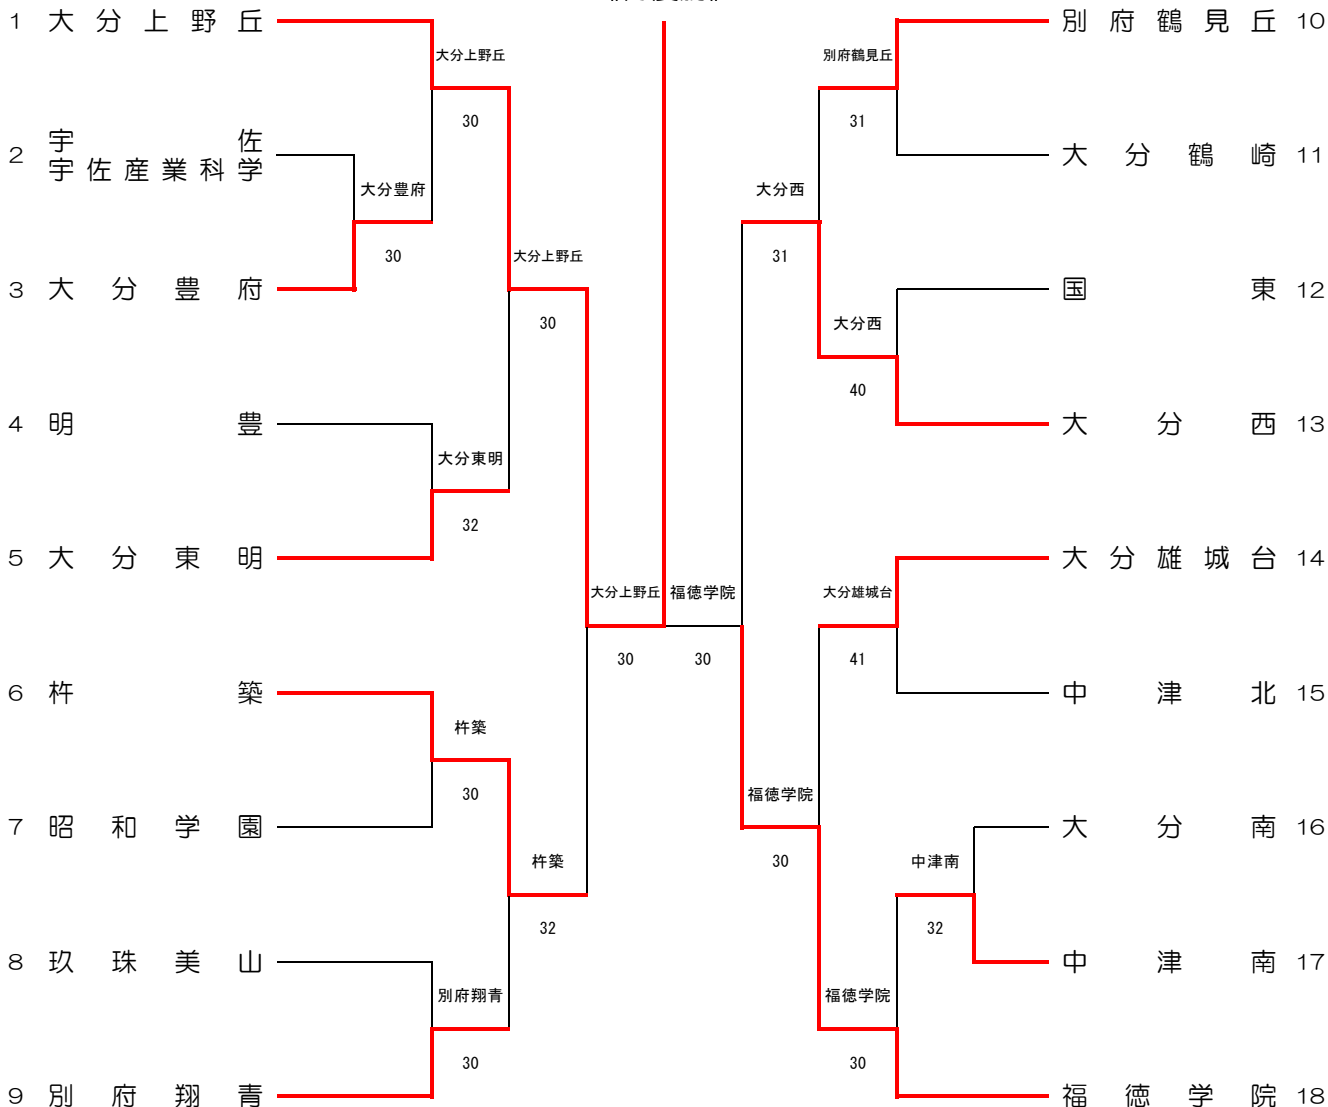 1 大分上野丘
2 宇佐
宇佐産業科学
3 大分豊府
4 明豊
5 大分東明
6 杵築
7 昭和学園
8 玖珠美山
9 別府翔青
大分上野丘
30
大分豊府
30
大分上野丘
30
大分東明
32
大分上野丘
30
杵築
30
杵築
32
別府翔青
30
福徳学院
30
別府鶴見丘
31
大分西
31
大分西
40
大分雄城台
41
福徳学院
30
中津南
32
福徳学院
30
別府鶴見丘 10
大分鶴崎 11
国東 12
大分西 13
大分雄城台 14
中津北 15
大分南 16
中津南 17
福徳学院 18